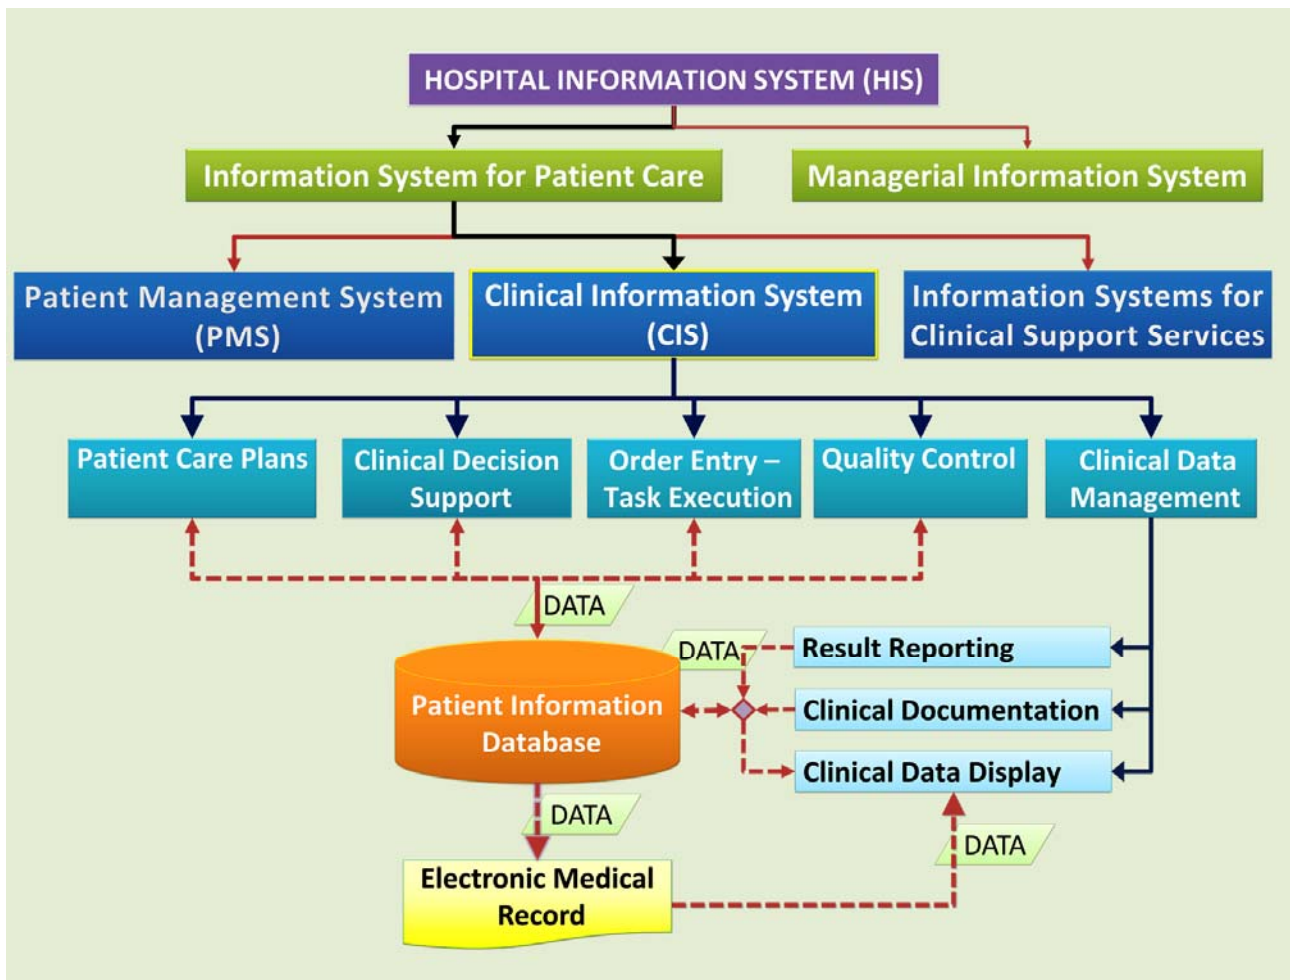 HOSPITAL INFORMATION SYSTEM (HIS)
Information System for Patient Care
Managerial Information System
Patient Management System
(PMS)
Clinical Information System
(CIS)
Information Systems for
Clinical Support Services
Patient Care Plans
Clinical Decision
Support
Order Entry –
Task Execution
Quality Control
Clinical Data
Management
DATA
DATA
Result Reporting
Patient Information
Database
Clinical Documentation
Clinical Data Display
DATA
DATA
Electronic Medical
Record